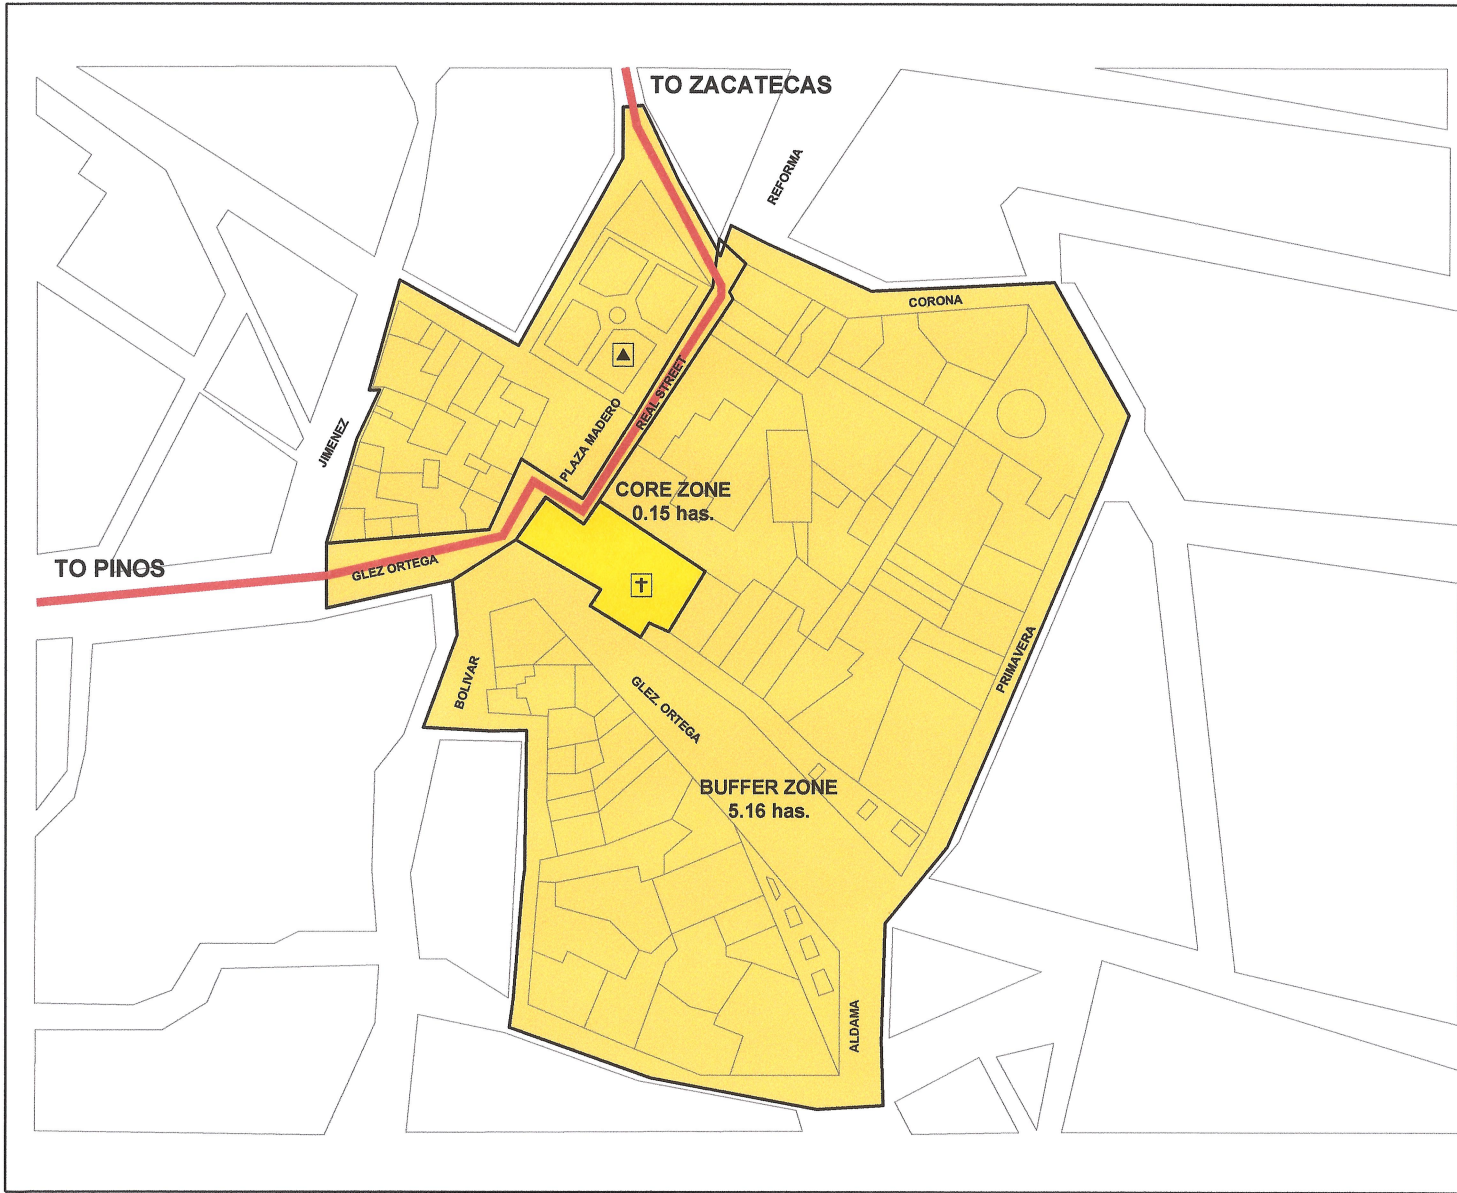 TO ZACATECAS
REFORMA
CORONA
JIMENEZ
PLAZA MADERO
REAL STREET
CORE ZONE
0.15 has.
TO PINOS
GLEZ ORTEGA
BOLIVAR
GLEZ. ORTEGA
PRIMAVERA
BUFFER ZONE
5.16 has.
ALDAMA